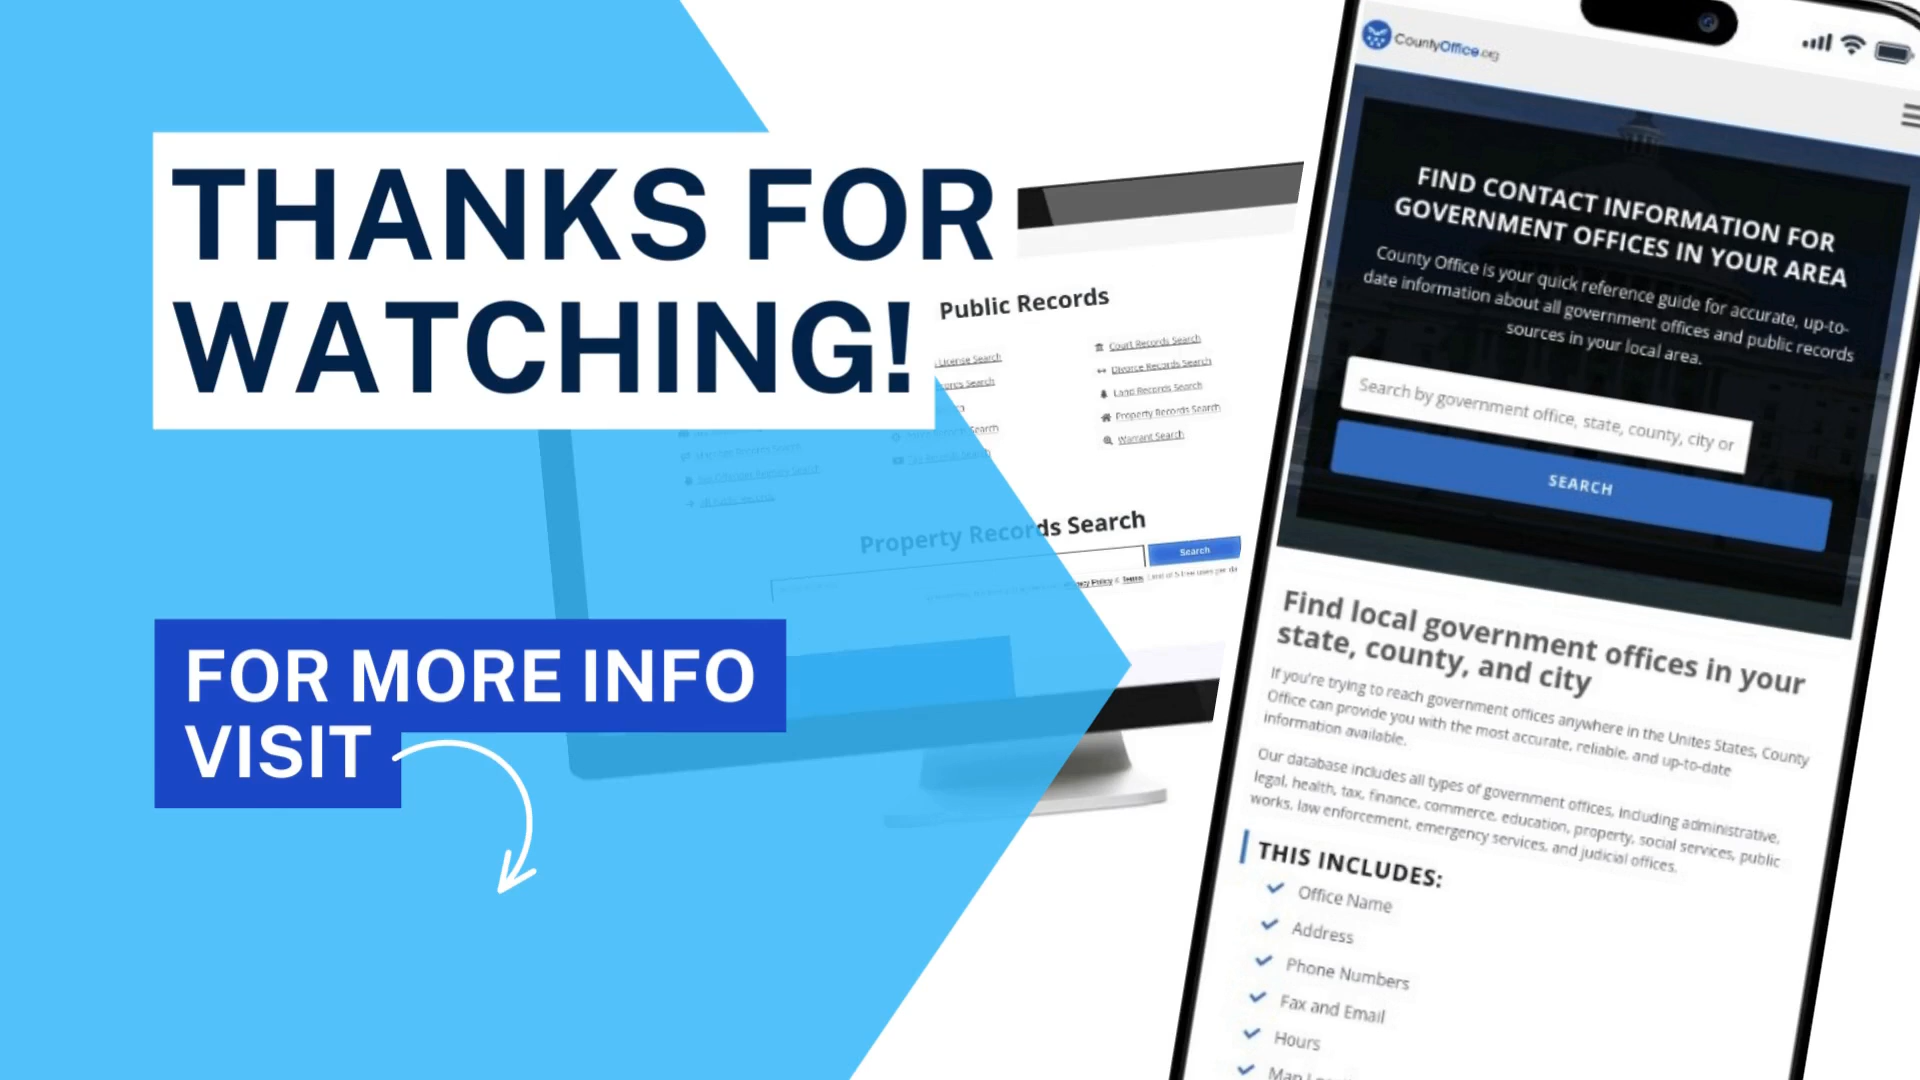 THANKS FOR
WATCHING!
FOR MORE INFO
VISIT
Public Records
License Search
Court Records Search
Divorce Records Search
Land Records Search
Property Records Search
Warrant Search
Property Records Search
Search
CountyOffice.org
FIND CONTACT INFORMATION FOR
GOVERNMENT OFFICES IN YOUR AREA
County Office is your quick reference guide for accurate, up-to-
date information about all government offices and public records
sources in your local area.
Search by government office, state, county, city or
SEARCH
Find local government offices in your
state, county, and city
If you're trying to reach government offices anywhere in the Unites States, County
Office can provide you with the most accurate, reliable, and up-to-date
information available.
Our database includes all types of government offices, including administrative,
legal, health, tax, finance, commerce, education, property, social services, public
works, law enforcement, emergency services, and judicial offices.
THIS INCLUDES:
Office Name
Address
Phone Numbers
Fax and Email
Hours